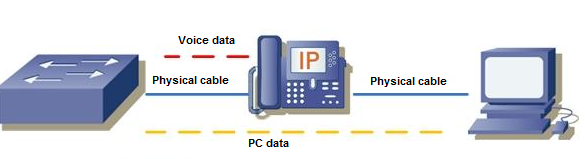 Voice data
IP
Physical cable
Physical cable
PC data